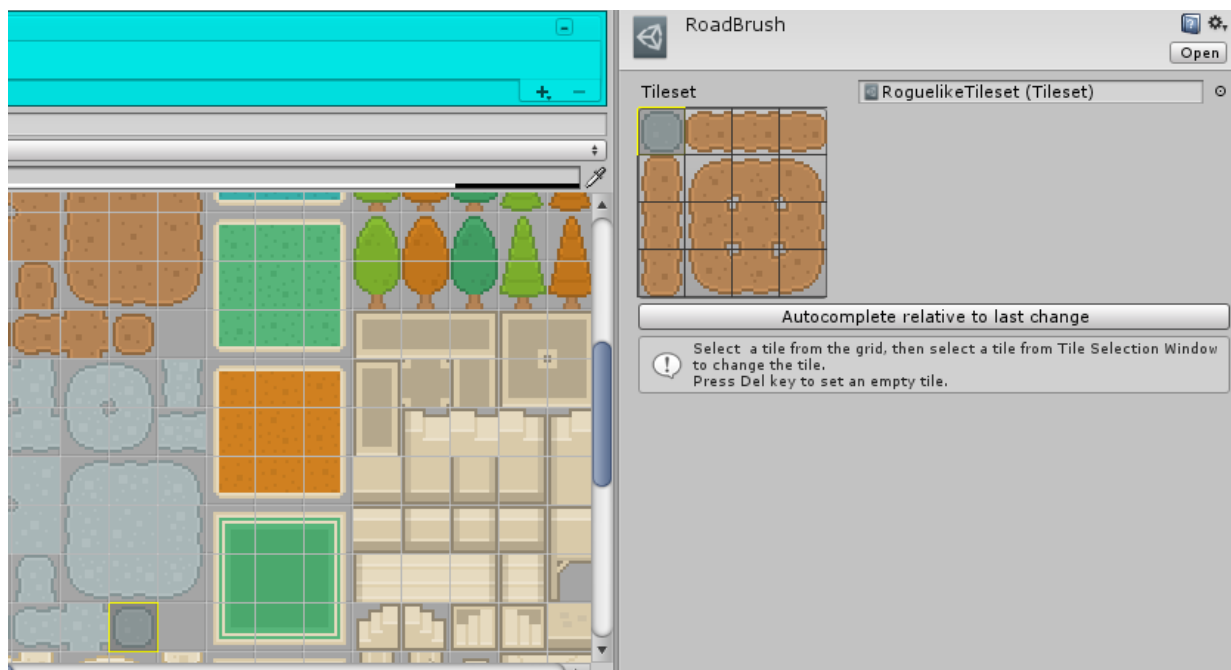 RoadBrush
Open
Tileset
RoguelikeTileset (Tileset)
Autocomplete relative to last change
Select a tile from the grid, then select a tile from Tile Selection Window
to change the tile.
Press Del key to set an empty tile.